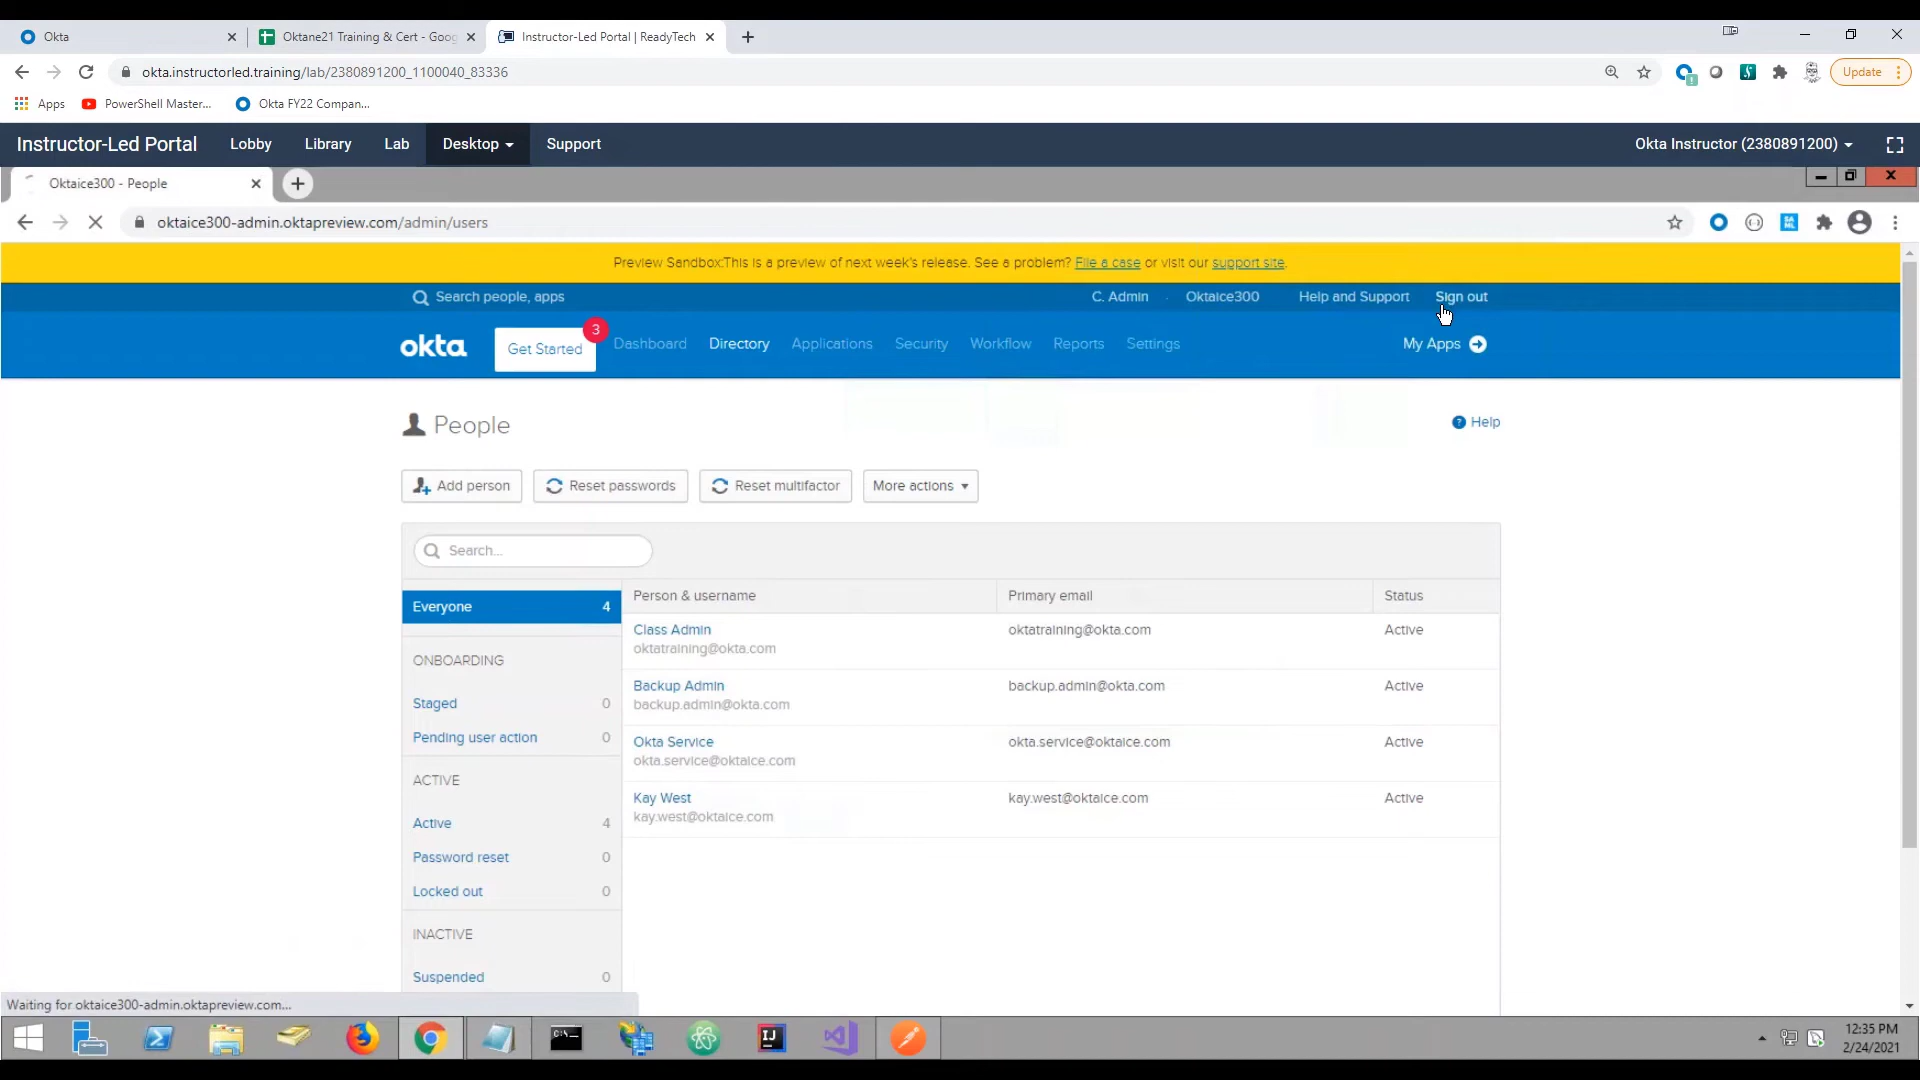 Okta
Oktane21 Training & Cert - Goog
Instructor-Led Portal | ReadyTech
okta.instructorled.training/lab/2380891200_1100040_83336
Update
Apps
PowerShell Master...
Okta FY22 Compan...
Instructor-Led Portal
Lobby
Library
Lab
Desktop
Support
Okta Instructor (2380891200)
Oktaice300 - People
oktaice300-admin.oktapreview.com/admin/users
Preview Sandbox:This is a preview of next week's release. See a problem? File a case or visit our support site.
Search people, apps
C. Admin
Oktaice300
Help and Support
Sign out
okta
Get Started
3
Dashboard
Directory
Applications
Security
Workflow
Reports
Settings
My Apps
People
Help
Add person
Reset passwords
Reset multifactor
More actions
Search...
Everyone 4
Person & username
Primary email
Status
Class Admin
oktatraining@okta.com
oktatraining@okta.com
Active
ONBOARDING
Backup Admin
backup.admin@okta.com
backup.admin@okta.com
Active
Staged 0
Pending user action 0
Okta Service
okta.service@oktaice.com
okta.service@oktaice.com
Active
ACTIVE
Kay West
kay.west@oktaice.com
kay.west@oktaice.com
Active
Active 4
Password reset 0
Locked out 0
INACTIVE
Suspended 0
Waiting for oktaice300-admin.oktapreview.com...
12:35 PM
2/24/2021